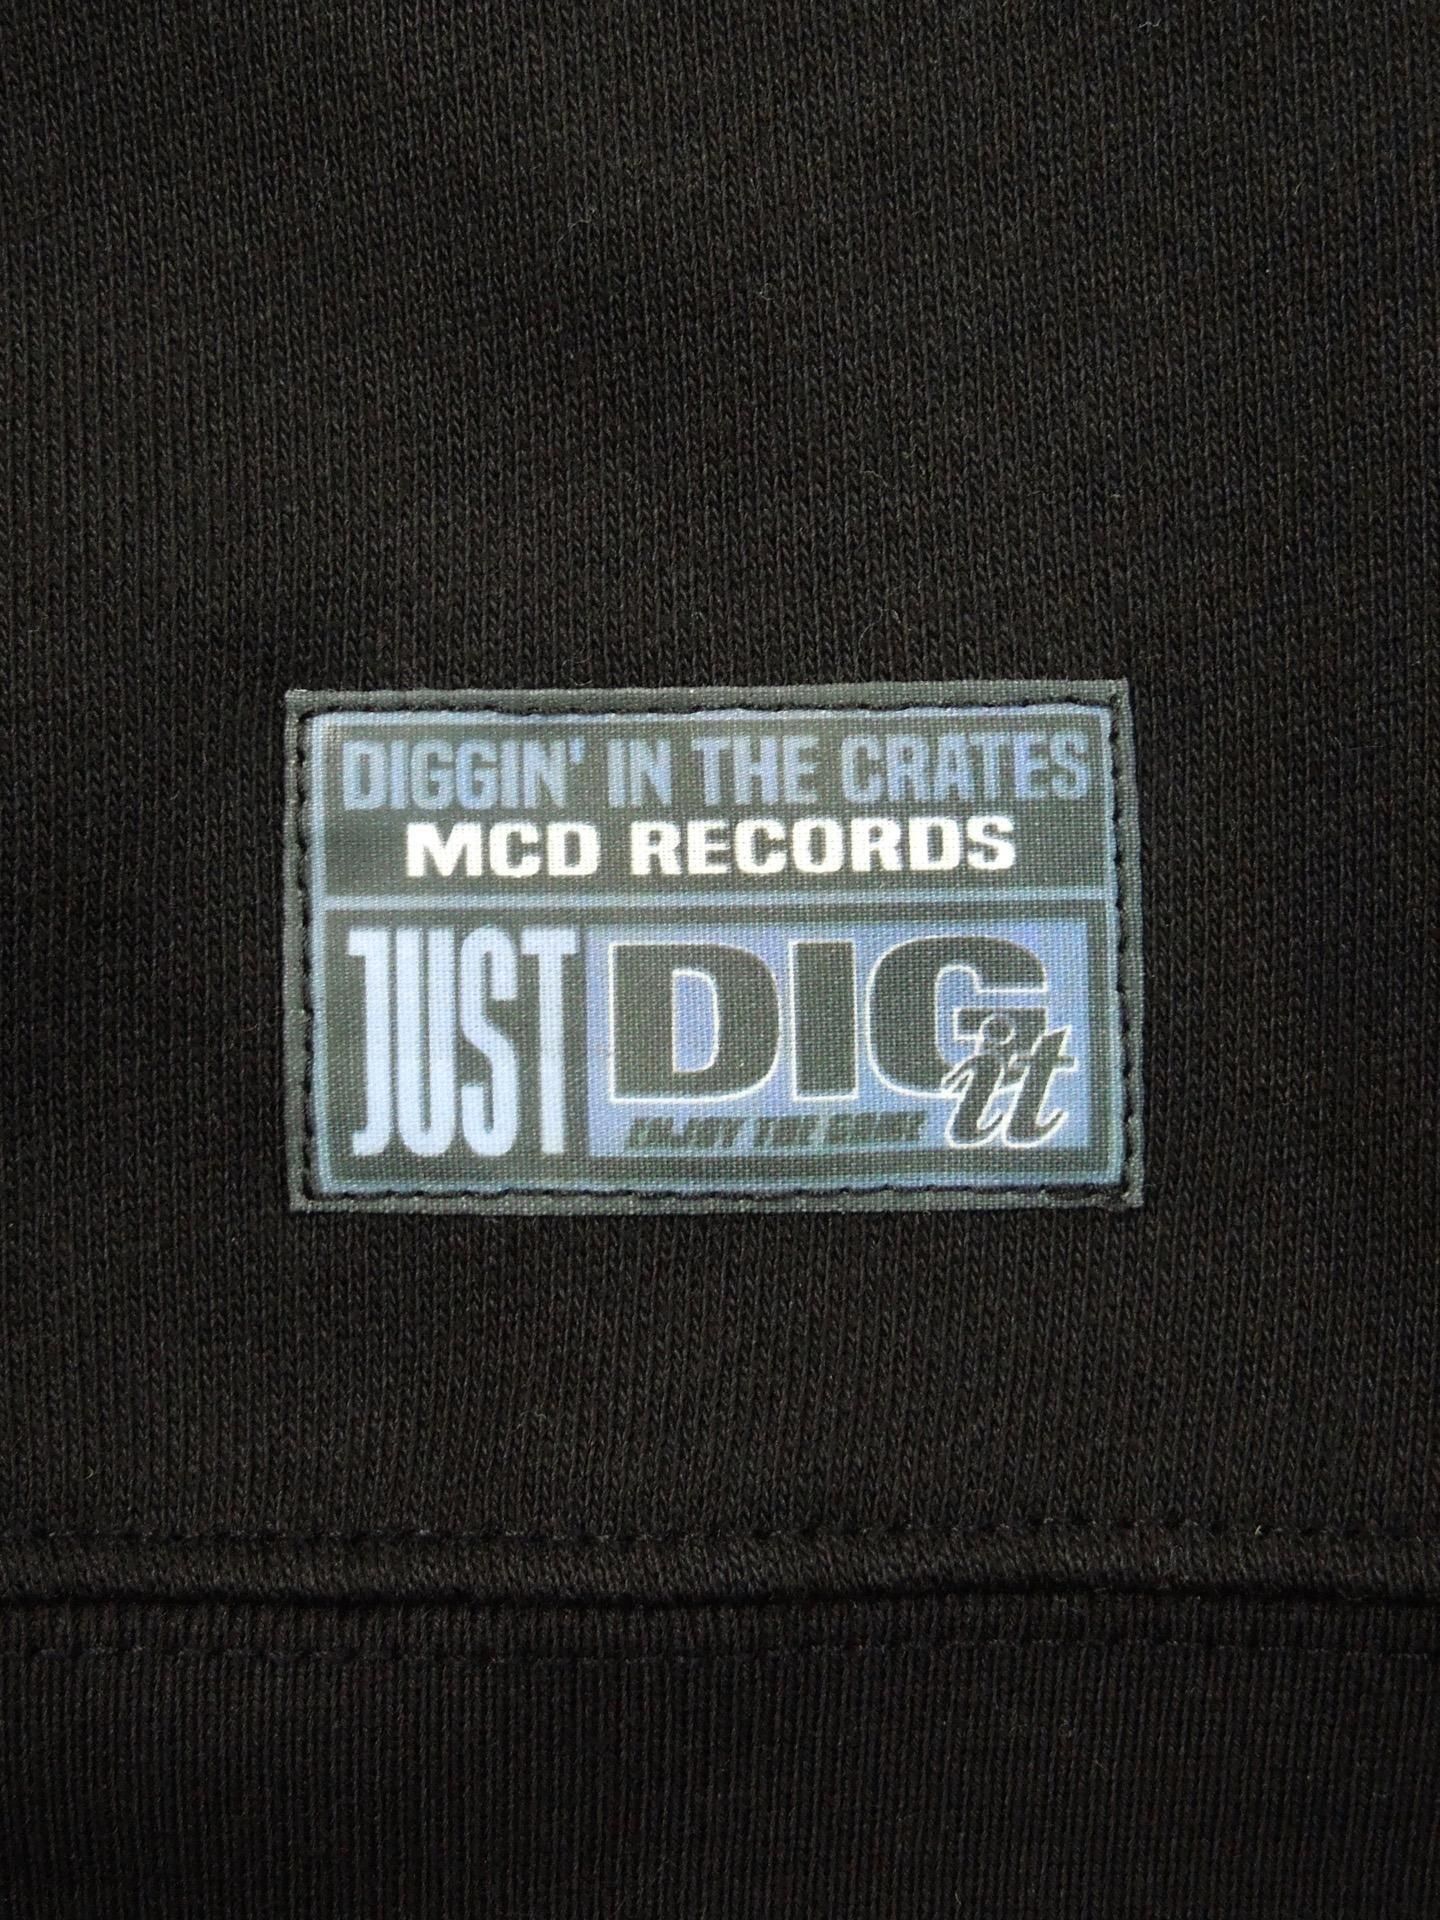 DIGGIN' IN THE CRATES
MCD RECORDS
JUST DIG it
ENJOY THE GAME